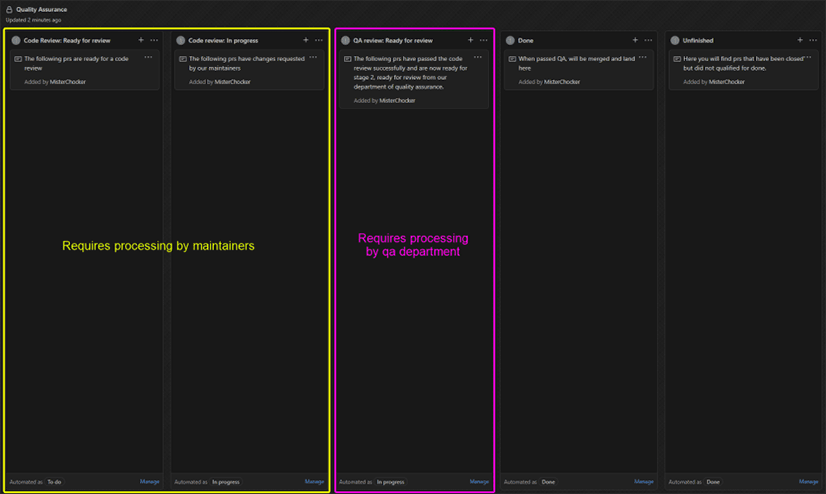 Quality Assurance
Updated 2 minutes ago
Code Review: Ready for review
The following prs are ready for a code
review
Added by MisterChocker
Code review: In progress
The following prs have changes requested
by our maintainers
Added by MisterChocker
QA review: Ready for review
The following prs have passed the code
review successfully and are now ready for
stage 2, ready for review from our
department of quality assurance.
Added by MisterChocker
Done
When passed QA, will be merged and land
here
Added by MisterChocker
Unfinished
Here you will find prs that have been closed
but did not qualified for done.
Added by MisterChocker
Requires processing by maintainers
Requires processing
by qa department
Automated as To do Manage
Automated as In progress Manage
Automated as In progress Manage
Automated as Done Manage
Automated as Done Manage